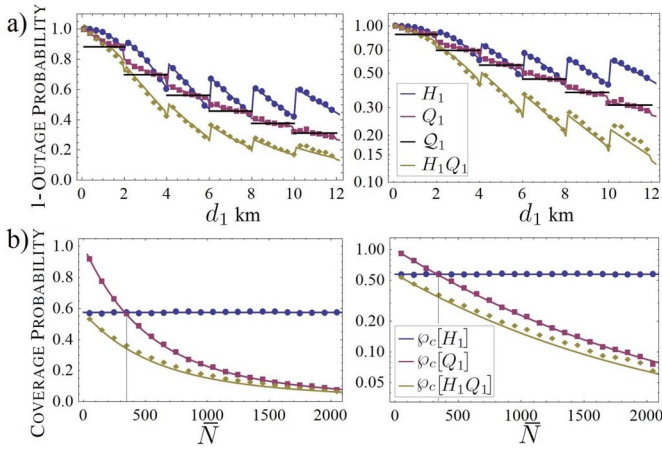 a)
1-OUTAGE PROBABILITY
1.0
0.8
0.6
0.4
0.2
0.0
0 2 4 6 8 10 12
d₁ km
1.00
0.70
0.50
0.30
0.20
0.15
0.10
H₁
Q₁
𝒬₁
H₁Q₁
0 2 4 6 8 10 12
d₁ km
b)
COVERAGE PROBABILITY
1.0
0.8
0.6
0.4
0.2
0.0
0 500 1000 1500 2000
N̅
1.00
0.50
0.10
0.05
℘c[H₁]
℘c[Q₁]
℘c[H₁Q₁]
0 500 1000 1500 2000
N̅